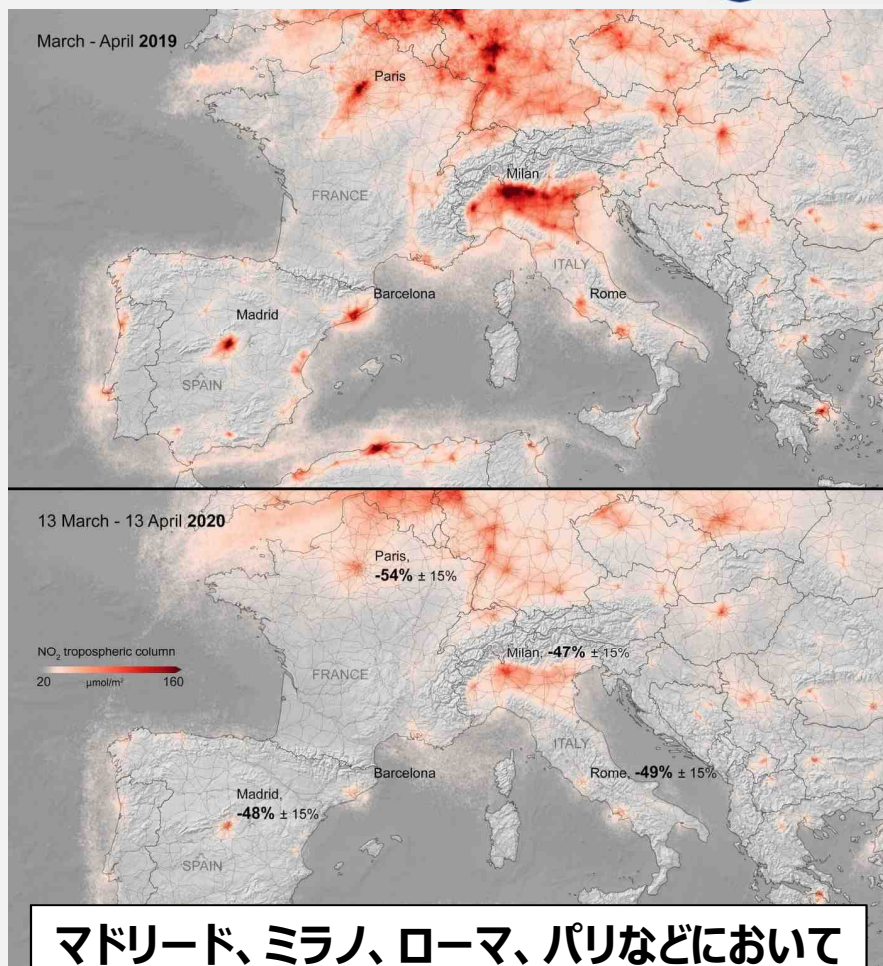 March - April 2019
Paris
FRANCE
Milan
ITALY
Rome
Barcelona
Madrid
SPAIN
13 March - 13 April 2020
Paris,
-54% ± 15%
NO₂ tropospheric column
20 µmol/m² 160
FRANCE
Milan, -47% ± 15%
ITALY
Rome, -49% ± 15%
Barcelona
Madrid,
-48% ± 15%
SPAIN
マドリード、ミラノ、ローマ、パリなどにおいて